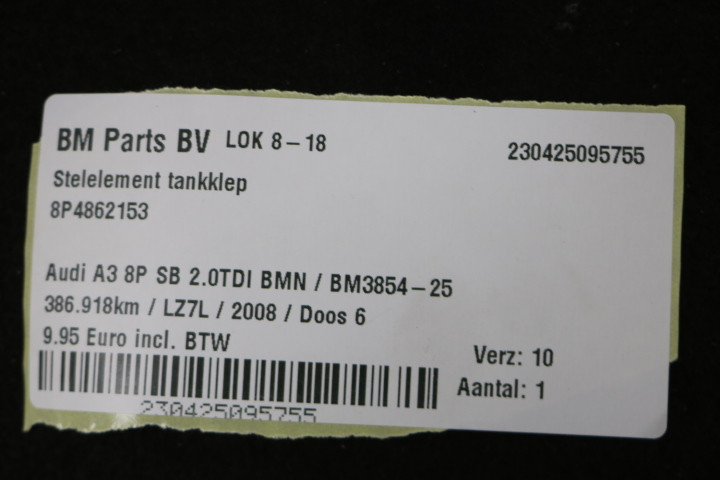 BM Parts BV LOK 8-18 230425095755
Stelelement tankklep
8P4862153
Audi A3 8P SB 2.0TDI BMN / BM3854-25
386.918km / LZ7L / 2008 / Doos 6
9.95 Euro incl. BTW
Verz: 10
Aantal: 1
230425095755